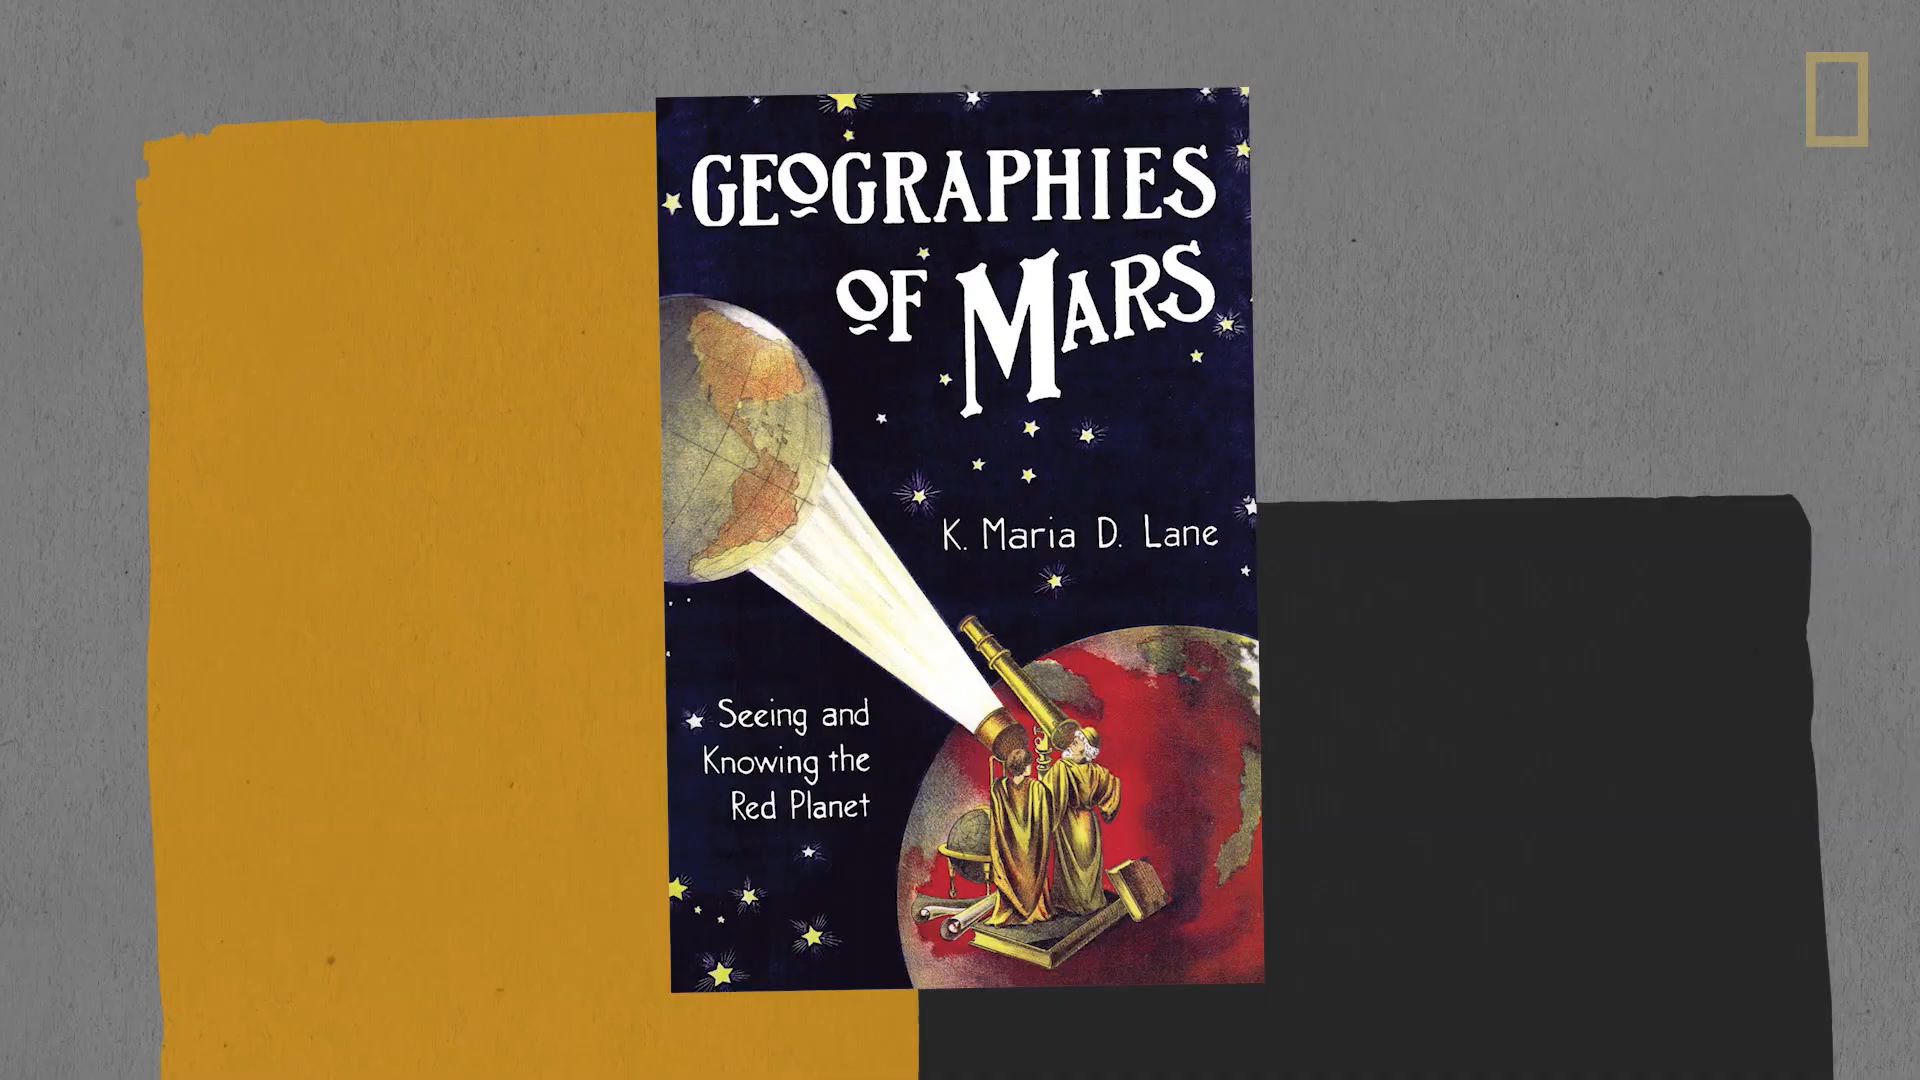 GEOGRAPHIES
OF MARS
K. Maria D. Lane
Seeing and
Knowing the
Red Planet